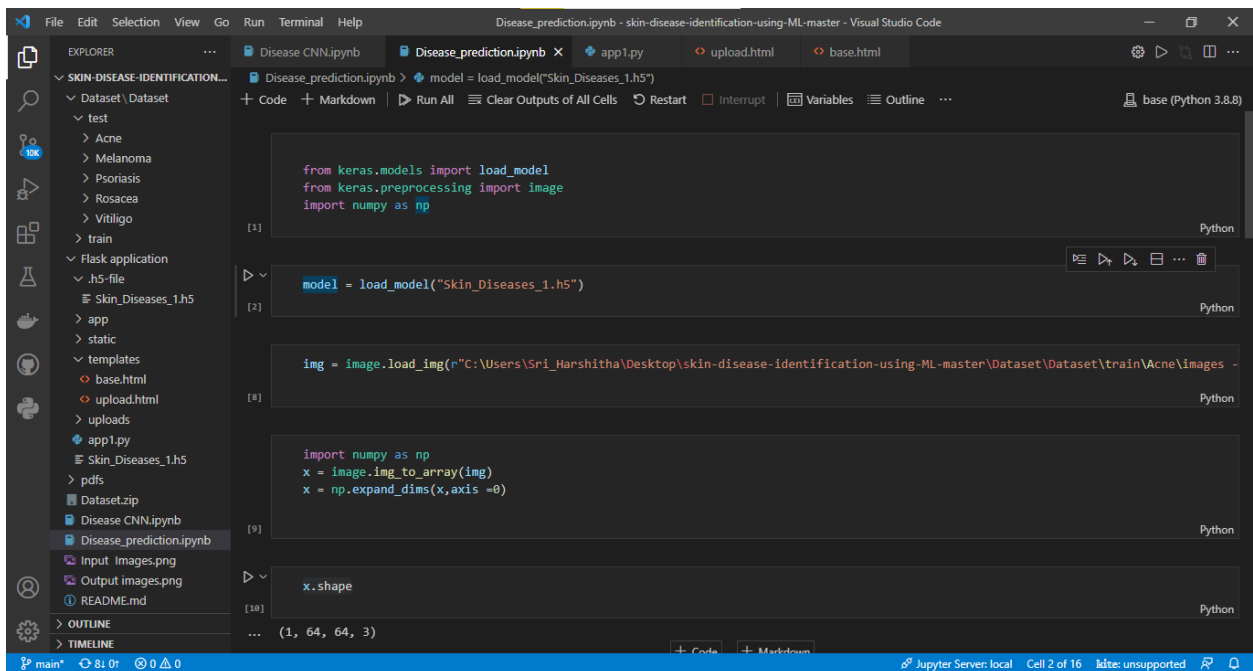 File Edit Selection View Go Run Terminal Help Disease_prediction.ipynb - skin-disease-identification-using-ML-master - Visual Studio Code
EXPLORER
SKIN-DISEASE-IDENTIFICATION...
Dataset\Dataset
test
Acne
Melanoma
Psoriasis
Rosacea
Vitiligo
train
Flask application
.h5-file
Skin_Diseases_1.h5
app
static
templates
base.html
upload.html
uploads
app1.py
Skin_Diseases_1.h5
pdfs
Dataset.zip
Disease CNN.ipynb
Disease_prediction.ipynb
Input Images.png
Output images.png
README.md
OUTLINE
TIMELINE
10K
Disease CNN.ipynb Disease_prediction.ipynb app1.py upload.html base.html
Disease_prediction.ipynb > model = load_model("Skin_Diseases_1.h5")
+ Code + Markdown Run All Clear Outputs of All Cells Restart Interrupt Variables Outline ... base (Python 3.8.8)
from keras.models import load_model
from keras.preprocessing import image
import numpy as np
[1] Python
model = load_model("Skin_Diseases_1.h5")
[2] Python
img = image.load_img(r"C:\Users\Sri_Harshitha\Desktop\skin-disease-identification-using-ML-master\Dataset\Dataset\train\Acne\images -
[8] Python
import numpy as np
x = image.img_to_array(img)
x = np.expand_dims(x,axis =0)
[9] Python
x.shape
[10] Python
... (1, 64, 64, 3)
+ Code + Markdown
main* 8↓ 0↑ 0 0 Jupyter Server: local Cell 2 of 16 kite: unsupported